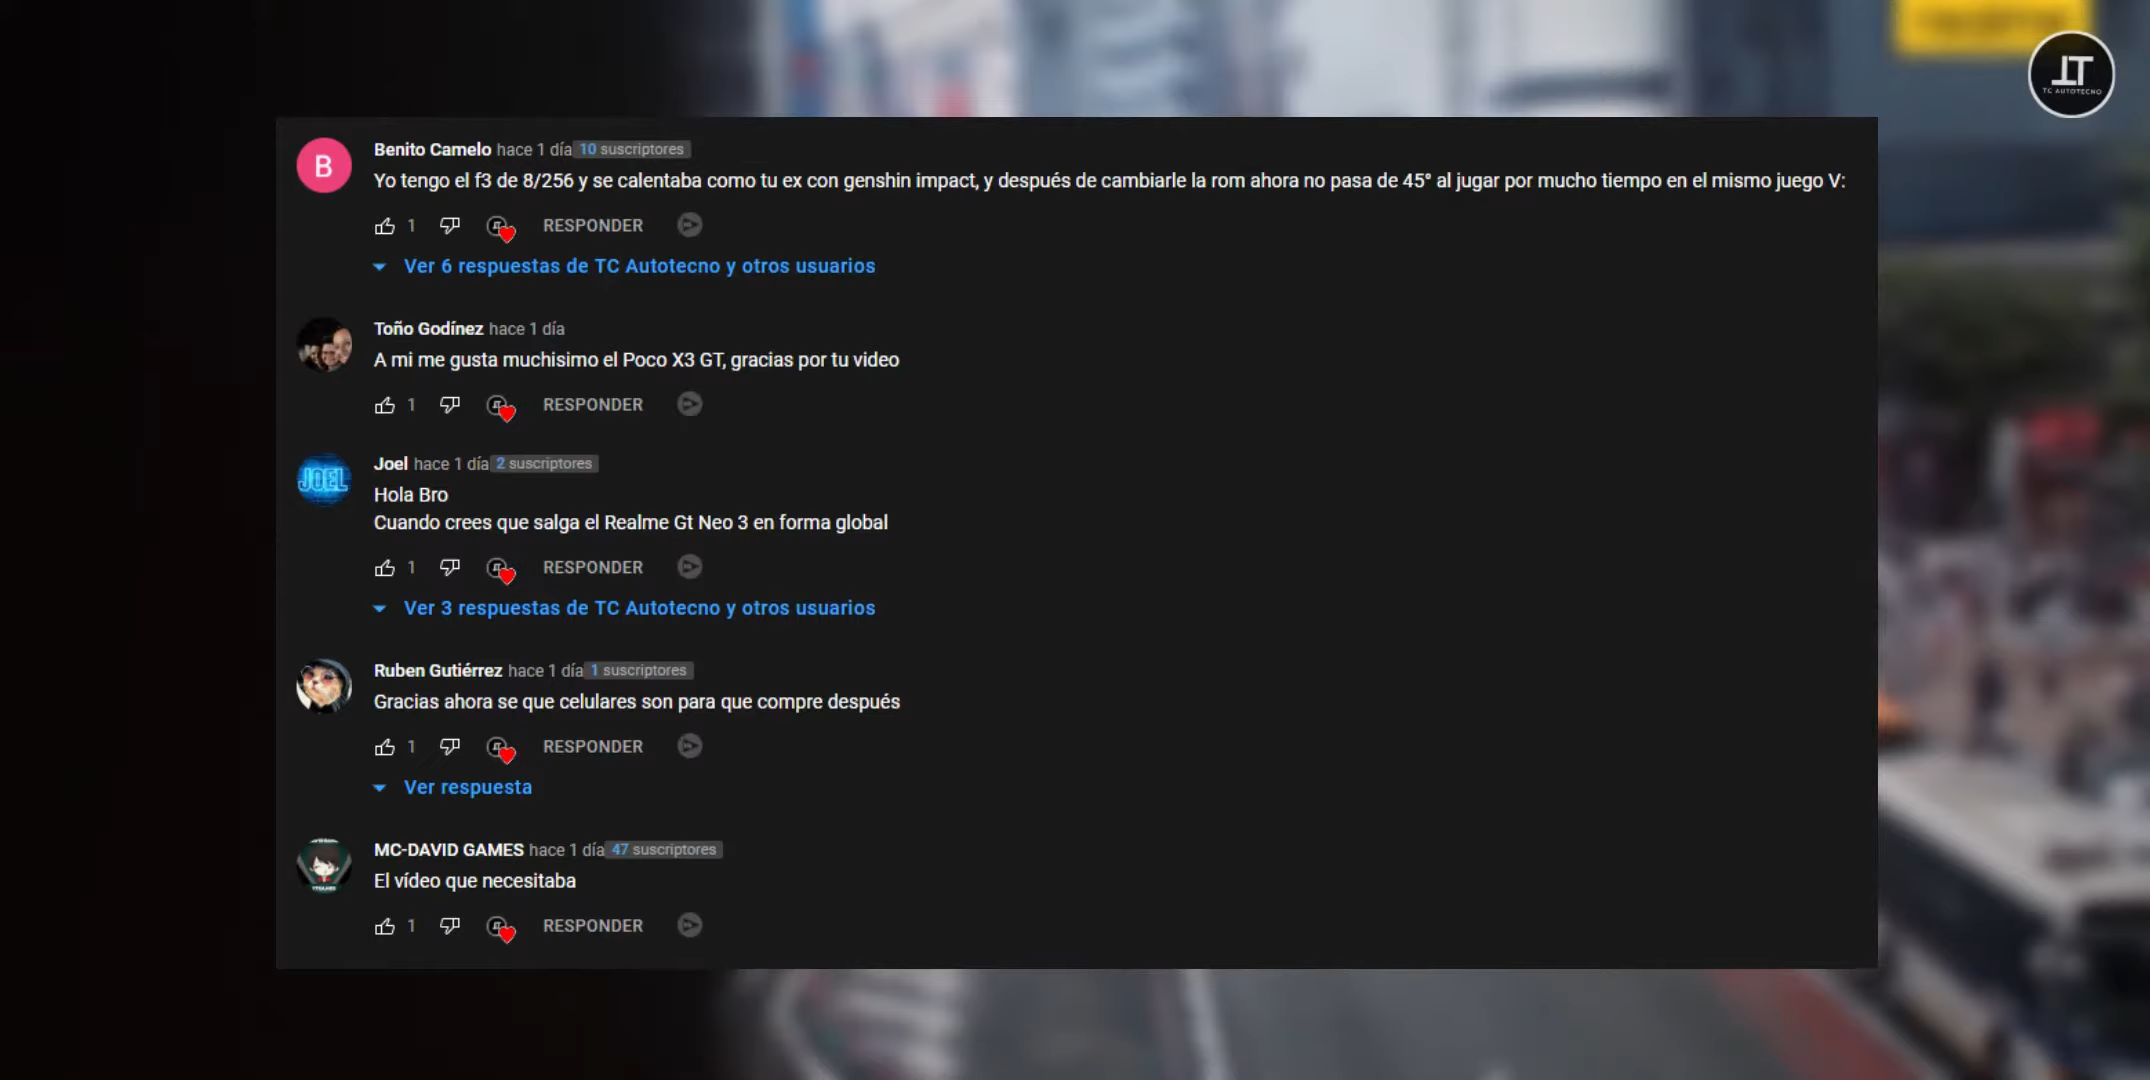 TC AUTOTECNO
B
Benito Camelo hace 1 día 10 suscriptores
Yo tengo el f3 de 8/256 y se calentaba como tu ex con genshin impact, y después de cambiarle la rom ahora no pasa de 45° al jugar por mucho tiempo en el mismo juego V:
1 RESPONDER
Ver 6 respuestas de TC Autotecno y otros usuarios
Toño Godínez hace 1 día
A mi me gusta muchisimo el Poco X3 GT, gracias por tu video
1 RESPONDER
JOEL
Joel hace 1 día 2 suscriptores
Hola Bro
Cuando crees que salga el Realme Gt Neo 3 en forma global
1 RESPONDER
Ver 3 respuestas de TC Autotecno y otros usuarios
Ruben Gutiérrez hace 1 día 1 suscriptores
Gracias ahora se que celulares son para que compre después
1 RESPONDER
Ver respuesta
MC-DAVID GAMES hace 1 día 47 suscriptores
El vídeo que necesitaba
1 RESPONDER